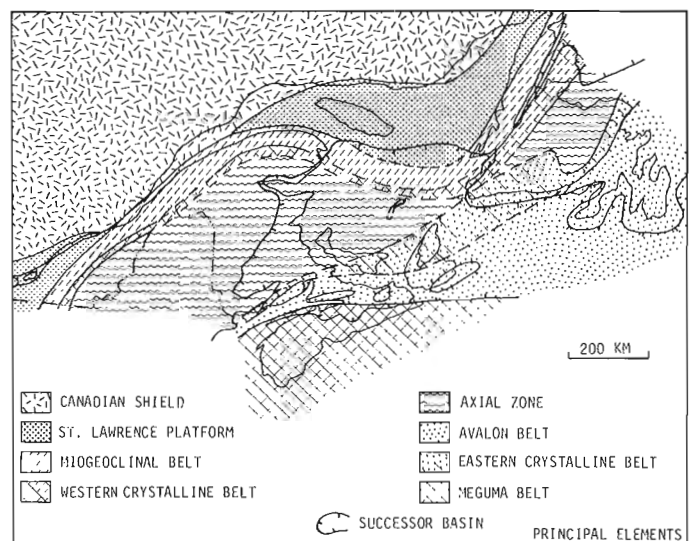 200 KM
CANADIAN SHIELD
ST. LAWRENCE PLATFORM
MIOGEOCLINAL BELT
WESTERN CRYSTALLINE BELT
AXIAL ZONE
AVALON BELT
EASTERN CRYSTALLINE BELT
MEGUMA BELT
SUCCESSOR BASIN
PRINCIPAL ELEMENTS